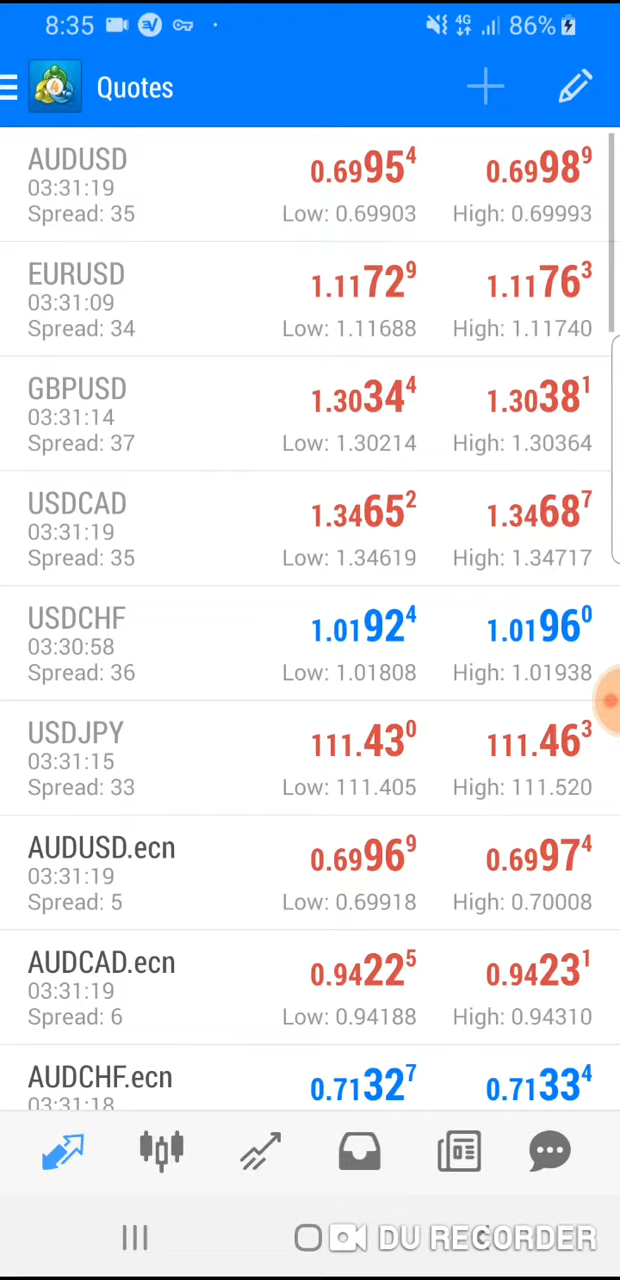 8:35
4G 86%
4 Quotes
AUDUSD 0.69954 0.69989
03:31:19
Spread: 35 Low: 0.69903 High: 0.69993
EURUSD 1.11729 1.11763
03:31:09
Spread: 34 Low: 1.11688 High: 1.11740
GBPUSD 1.30344 1.30381
03:31:14
Spread: 37 Low: 1.30214 High: 1.30364
USDCAD 1.34652 1.34687
03:31:19
Spread: 35 Low: 1.34619 High: 1.34717
USDCHF 1.01924 1.01960
03:30:58
Spread: 36 Low: 1.01808 High: 1.01938
USDJPY 111.430 111.463
03:31:15
Spread: 33 Low: 111.405 High: 111.520
AUDUSD.ecn 0.69969 0.69974
03:31:19
Spread: 5 Low: 0.69918 High: 0.70008
AUDCAD.ecn 0.94225 0.94231
03:31:19
Spread: 6 Low: 0.94188 High: 0.94310
AUDCHF.ecn 0.71327 0.71334
03:31:18
DU RECORDER